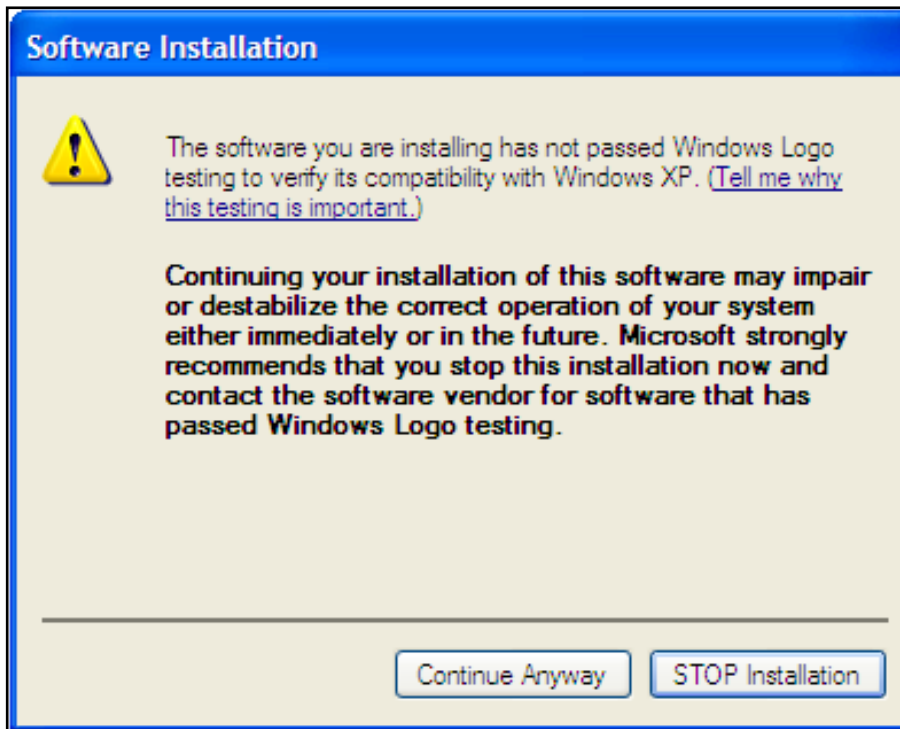 Software Installation
The software you are installing has not passed Windows Logo
testing to verify its compatibility with Windows XP. (Tell me why
this testing is important.)
Continuing your installation of this software may impair
or destabilize the correct operation of your system
either immediately or in the future. Microsoft strongly
recommends that you stop this installation now and
contact the software vendor for software that has
passed Windows Logo testing.
Continue Anyway
STOP Installation